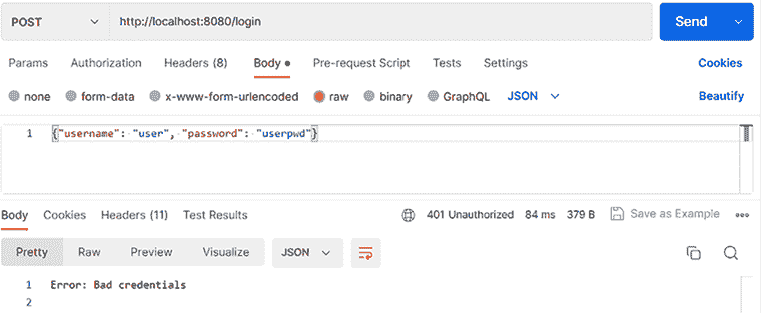 POST http://localhost:8080/login Send
Params Authorization Headers (8) Body Pre-request Script Tests Settings Cookies
none form-data x-www-form-urlencoded raw binary GraphQL JSON Beautify
1 {"username": "user", "password": "userpwd"}
Body Cookies Headers (11) Test Results 401 Unauthorized 84 ms 379 B Save as Example
Pretty Raw Preview Visualize JSON
1 Error: Bad credentials
2